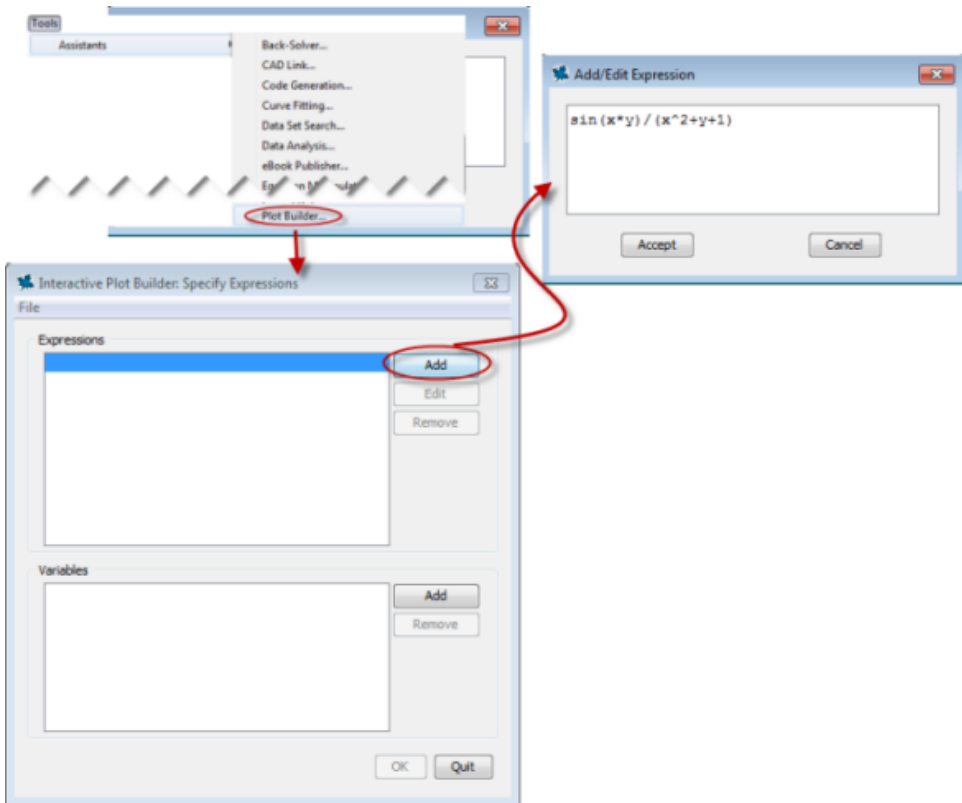 Tools
Assistants
Back-Solver...
CAD Link...
Code Generation...
Curve Fitting...
Data Set Search...
Data Analysis...
eBook Publisher...
Plot Builder...
Interactive Plot Builder: Specify Expressions
File
Expressions
Add
Edit
Remove
Variables
Add
Remove
OK Quit
Add/Edit Expression
sin(x*y)/(x^2+y+1)
Accept Cancel